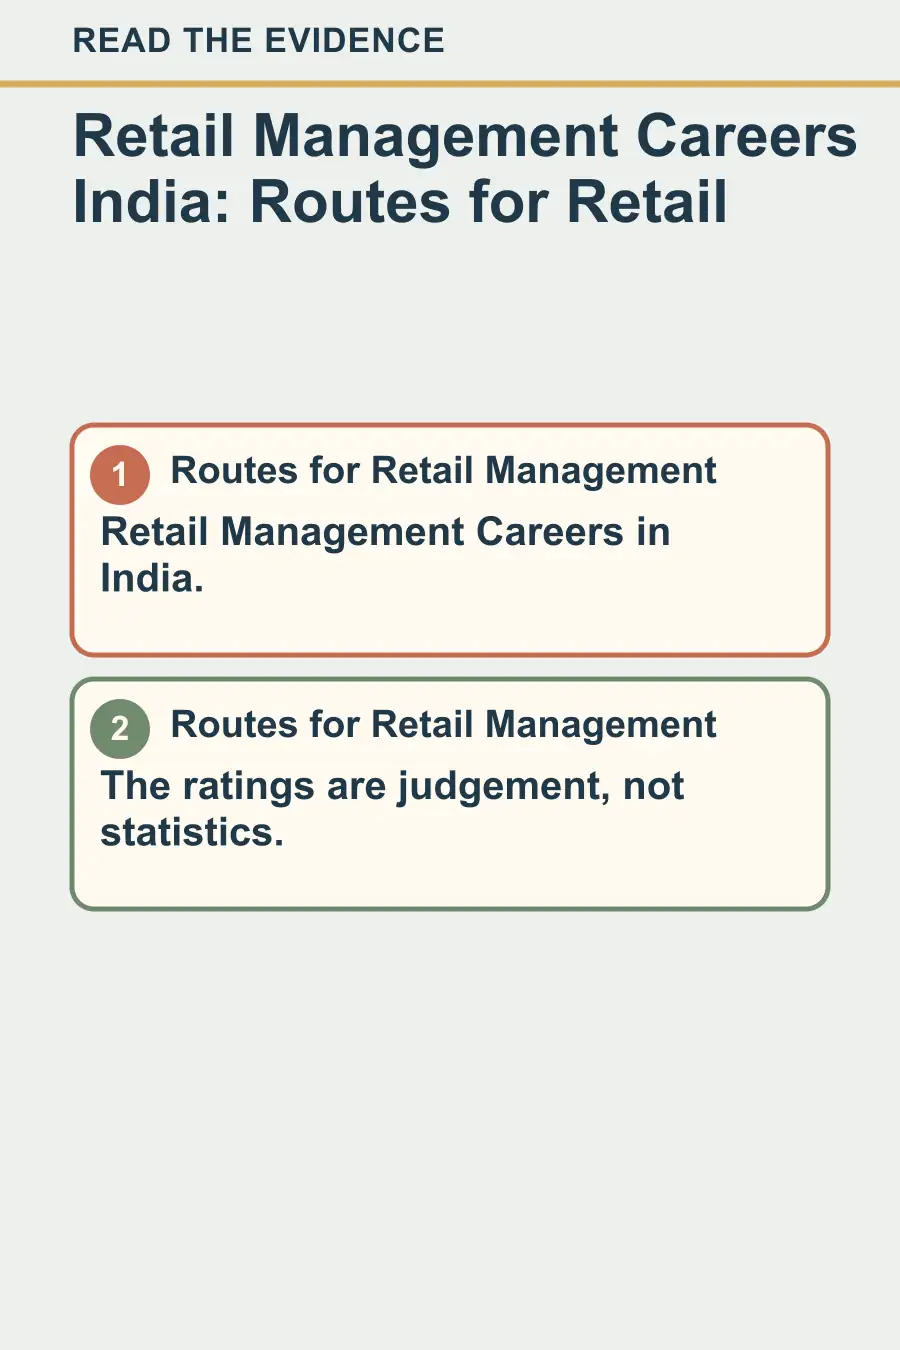 READ THE EVIDENCE
Retail Management Careers
India: Routes for Retail
1 Routes for Retail Management
Retail Management Careers in
India.
2 Routes for Retail Management
The ratings are judgement, not
statistics.